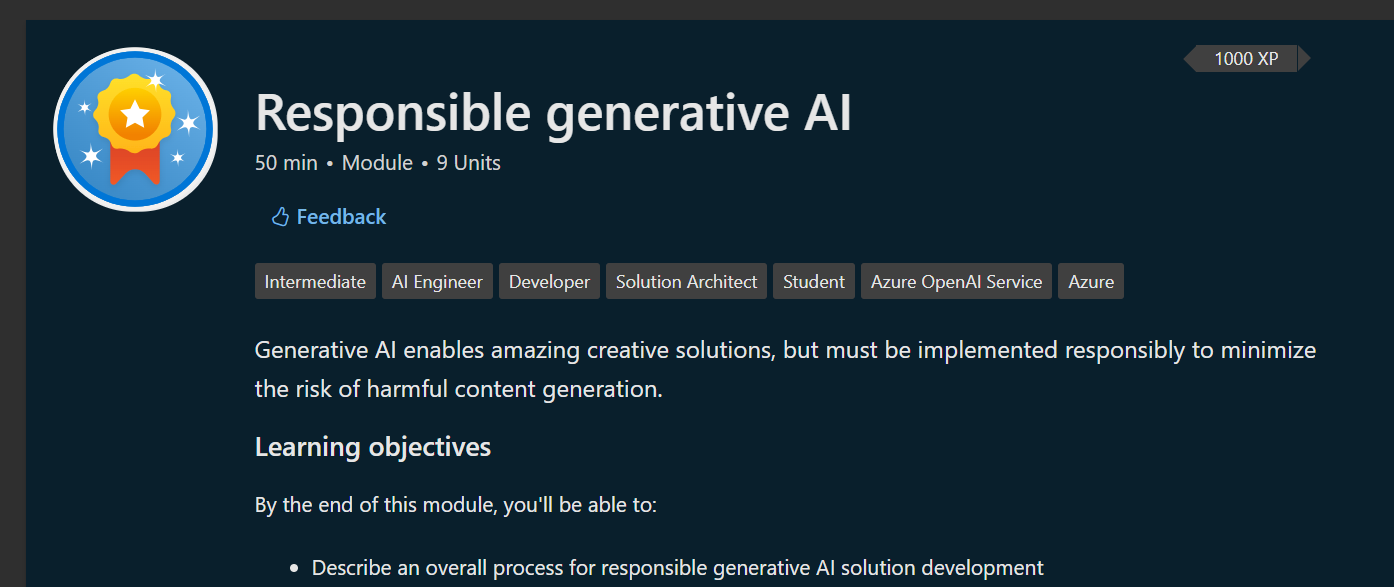 1000 XP
Responsible generative AI
50 min • Module • 9 Units
Feedback
Intermediate AI Engineer Developer Solution Architect Student Azure OpenAI Service Azure
Generative AI enables amazing creative solutions, but must be implemented responsibly to minimize
the risk of harmful content generation.
Learning objectives
By the end of this module, you'll be able to:
• Describe an overall process for responsible generative AI solution development